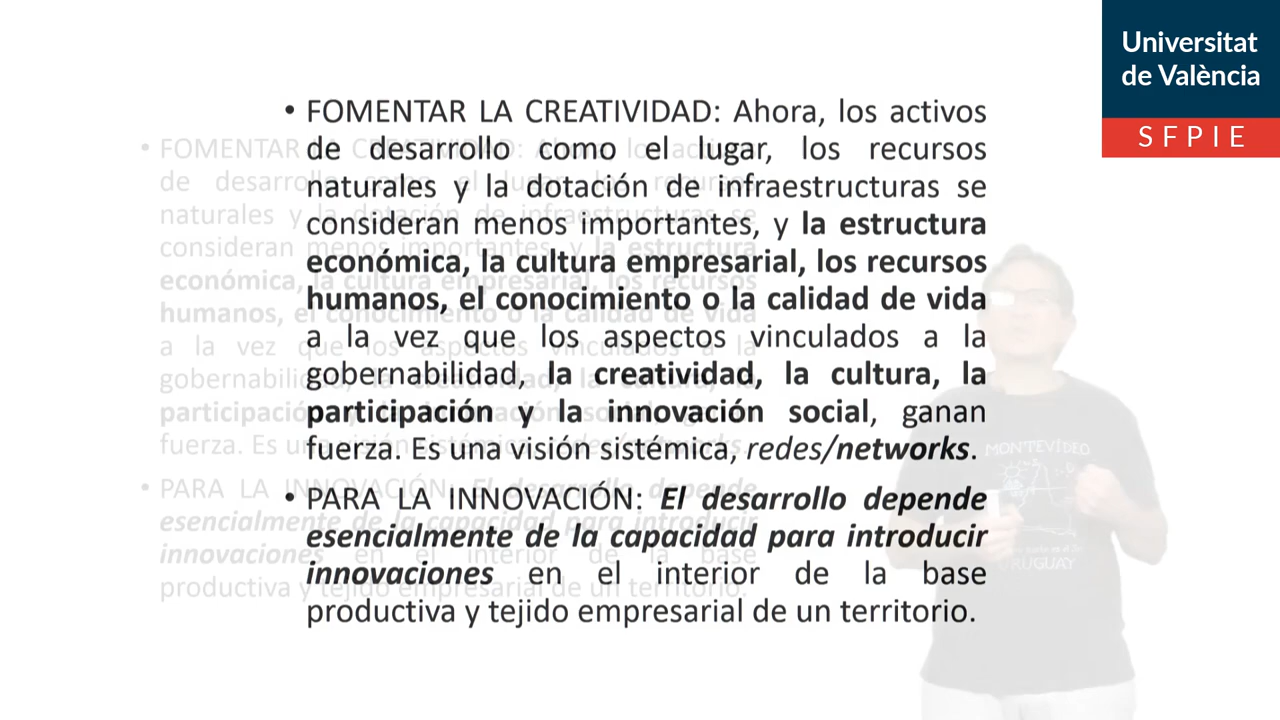 Universitat
de València
SFPIE
• FOMENTAR LA CREATIVIDAD: Ahora, los activos
de desarrollo como el lugar, los recursos
naturales y la dotación de infraestructuras se
consideran menos importantes, y la estructura
económica, la cultura empresarial, los recursos
humanos, el conocimiento o la calidad de vida
a la vez que los aspectos vinculados a la
gobernabilidad, la creatividad, la cultura, la
participación y la innovación social, ganan
fuerza. Es una visión sistémica, redes/networks.
• PARA LA INNOVACIÓN: El desarrollo depende
esencialmente de la capacidad para introducir
innovaciones en el interior de la base
productiva y tejido empresarial de un territorio.
MONTEVIDEO
URUGUAY